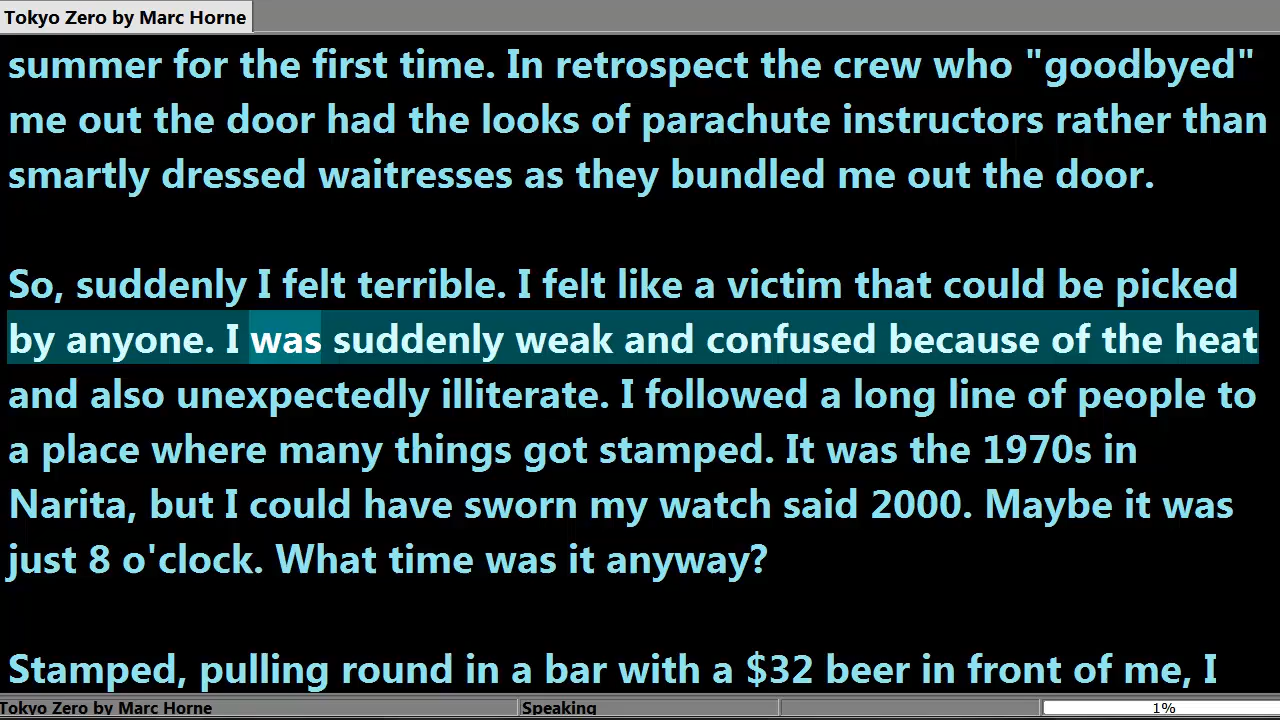 Tokyo Zero by Marc Horne
summer for the first time. In retrospect the crew who "goodbyed"
me out the door had the looks of parachute instructors rather than
smartly dressed waitresses as they bundled me out the door.
So, suddenly I felt terrible. I felt like a victim that could be picked
by anyone. I was suddenly weak and confused because of the heat
and also unexpectedly illiterate. I followed a long line of people to
a place where many things got stamped. It was the 1970s in
Narita, but I could have sworn my watch said 2000. Maybe it was
just 8 o'clock. What time was it anyway?
Stamped, pulling round in a bar with a $32 beer in front of me, I
Tokyo Zero by Marc Horne Speaking 1%